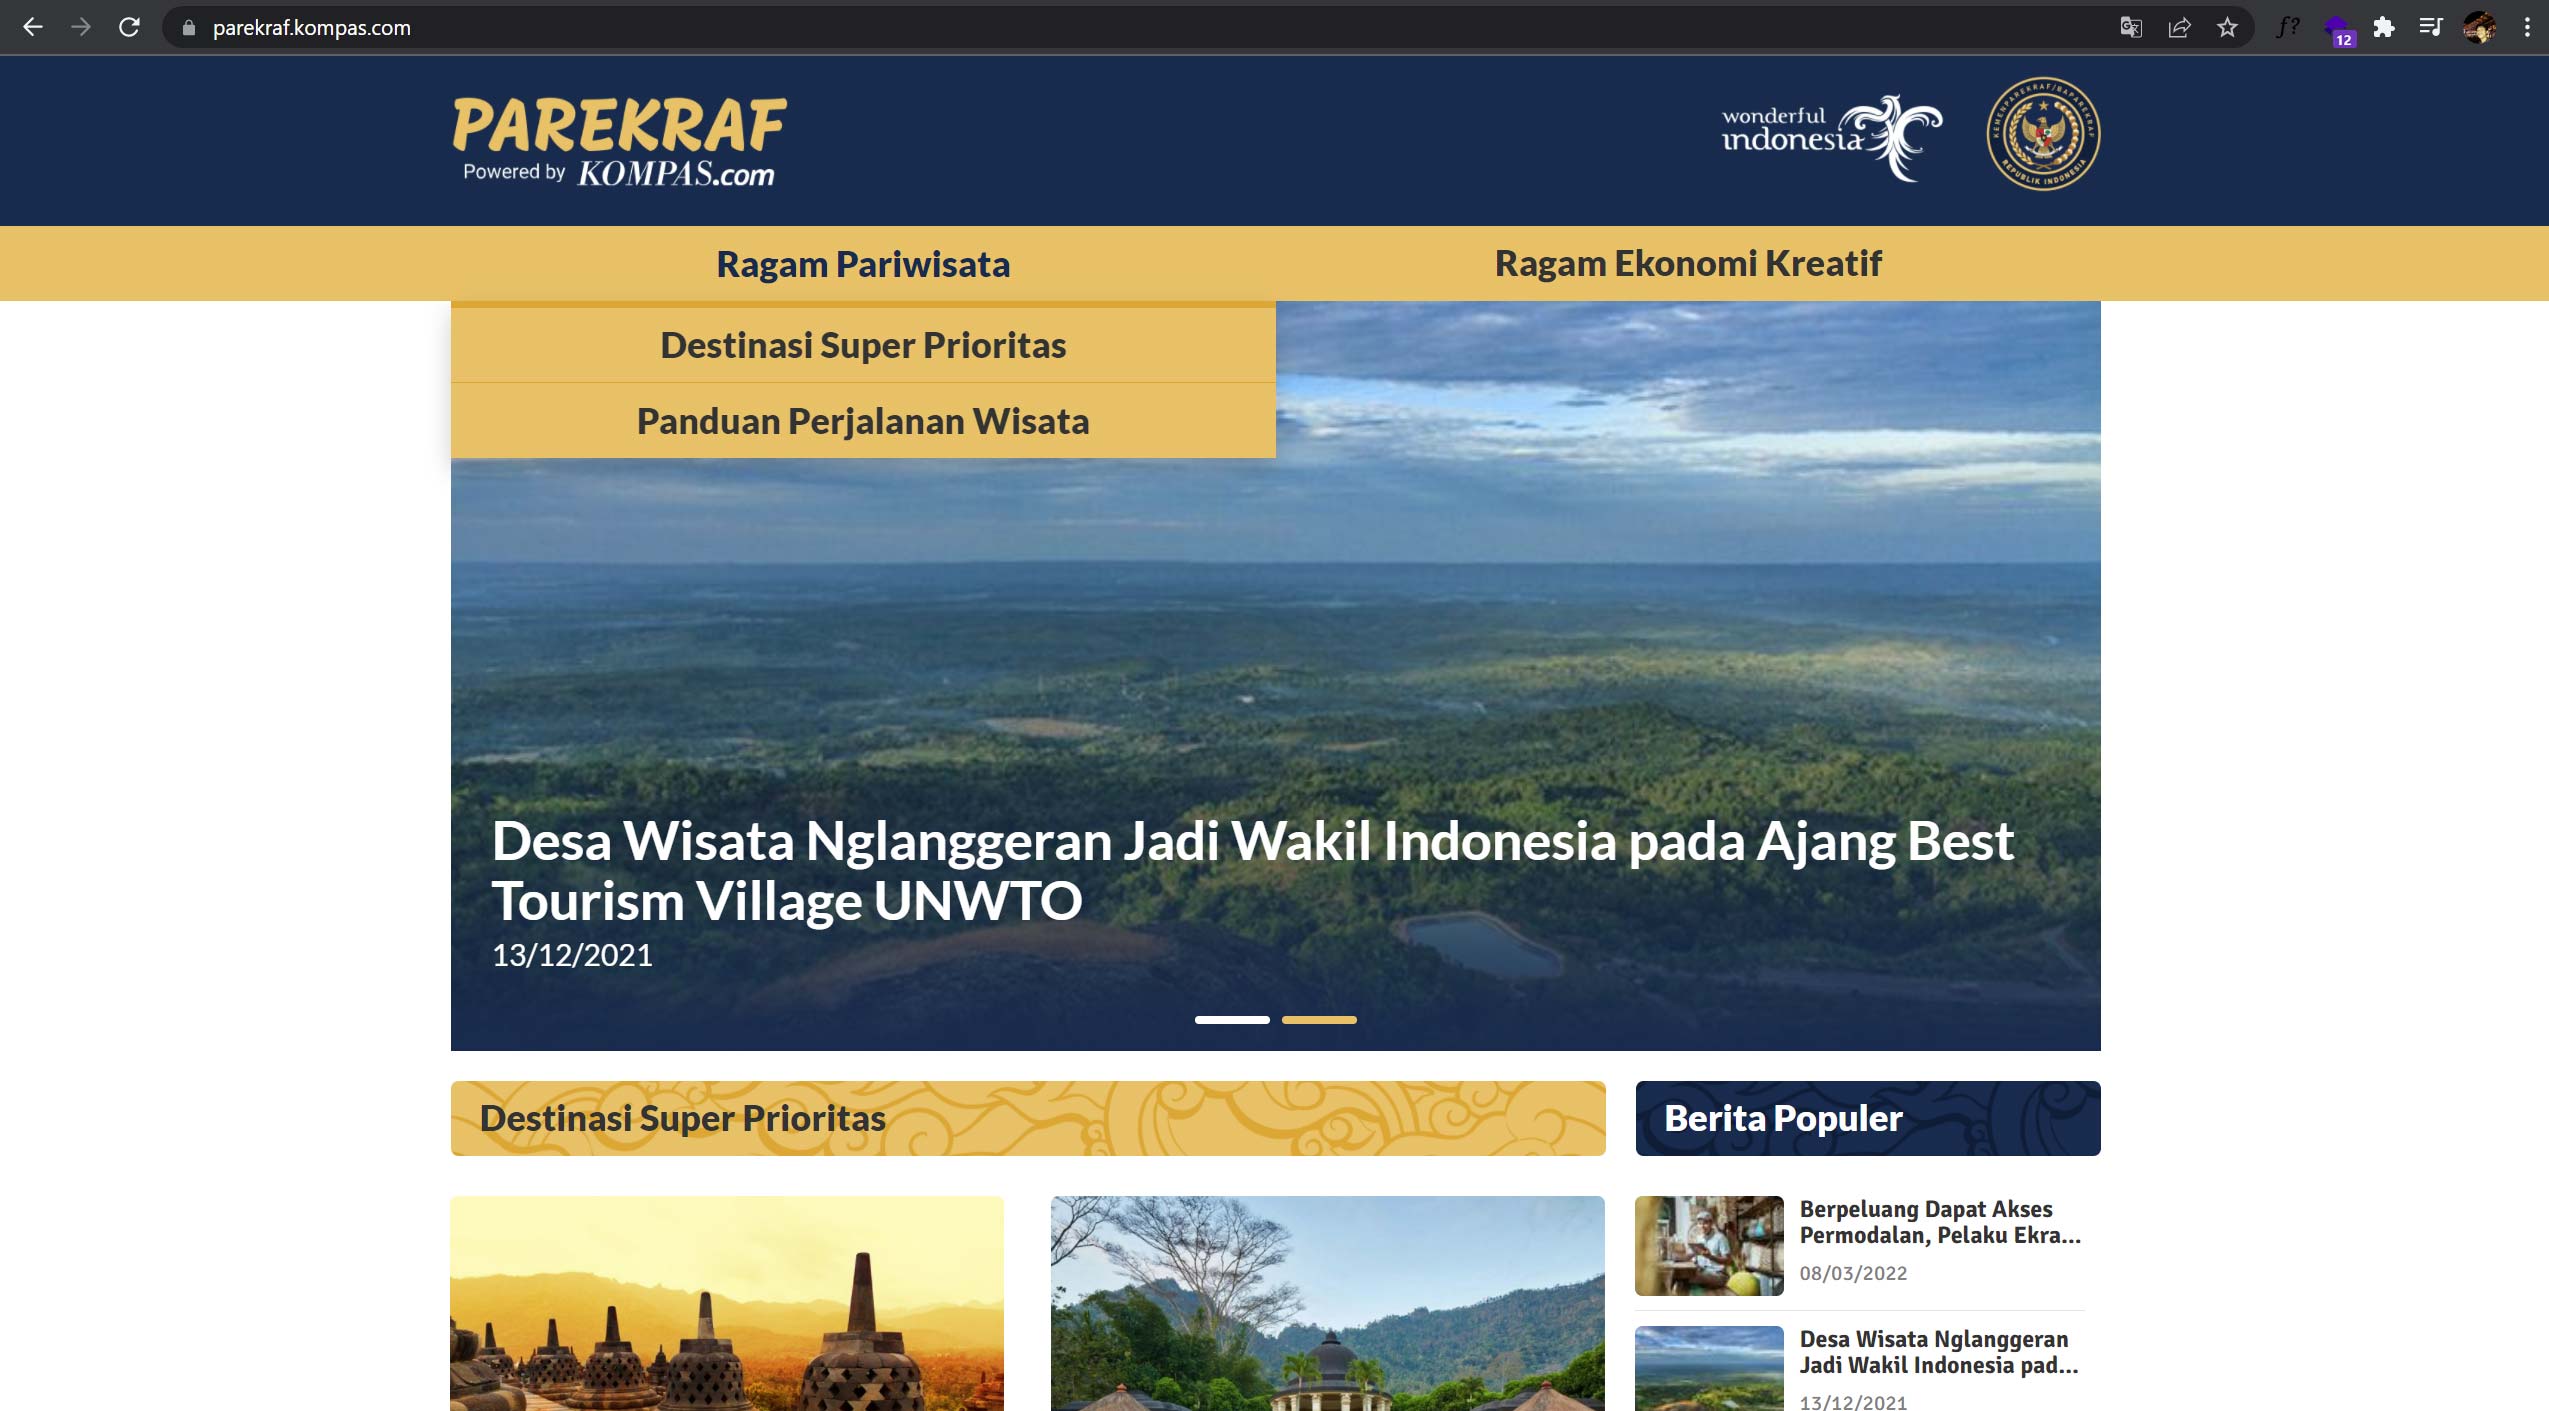 parekraf.kompas.com
12
PAREKRAF
Powered by KOMPAS.com
wonderful
indonesia
KEMENPAREKRAF/BAPAREKRAF
REPUBLIK INDONESIA
Ragam Pariwisata
Ragam Ekonomi Kreatif
Destinasi Super Prioritas
Panduan Perjalanan Wisata
Desa Wisata Nglanggeran Jadi Wakil Indonesia pada Ajang Best
Tourism Village UNWTO
13/12/2021
Destinasi Super Prioritas
Berita Populer
Berpeluang Dapat Akses
Permodalan, Pelaku Ekra...
08/03/2022
Desa Wisata Nglanggeran
Jadi Wakil Indonesia pad...
13/12/2021